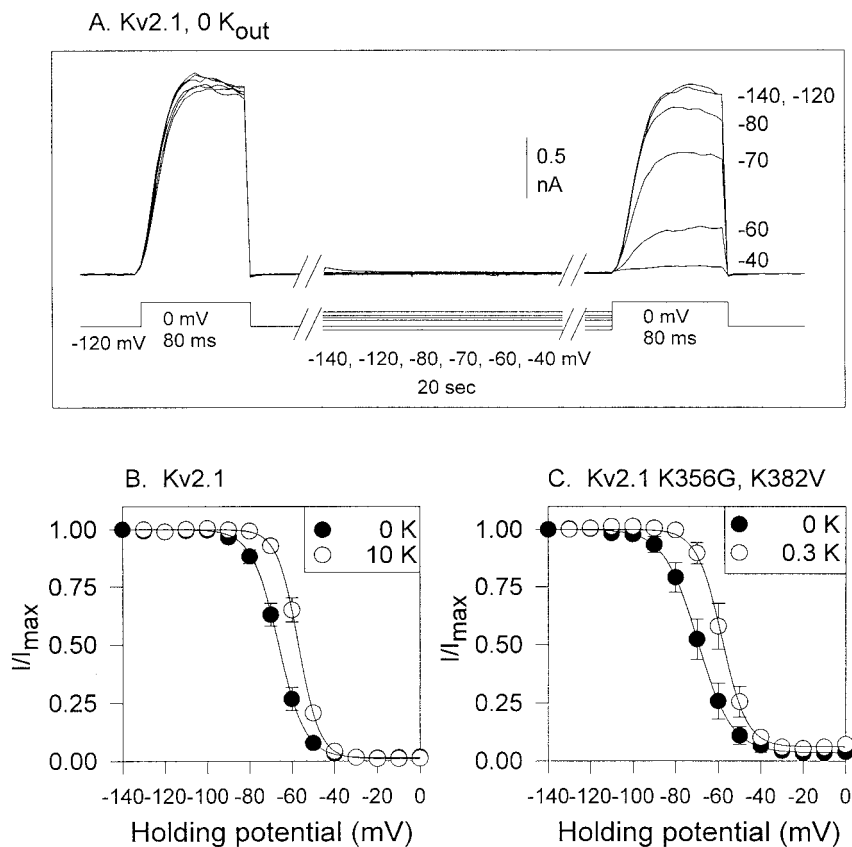 A. Kv2.1, 0 Kout
-140, -120
-80
-70
-60
-40
0.5
nA
-120 mV
0 mV
80 ms
0 mV
80 ms
-140, -120, -80, -70, -60, -40 mV
20 sec
B. Kv2.1
0 K
10 K
1.00
0.75
0.50
0.25
0.00
I/Imax
-140 -120 -100 -80 -60 -40 -20 0
Holding potential (mV)
C. Kv2.1 K356G, K382V
0 K
0.3 K
1.00
0.75
0.50
0.25
0.00
I/Imax
-140 -120 -100 -80 -60 -40 -20 0
Holding potential (mV)